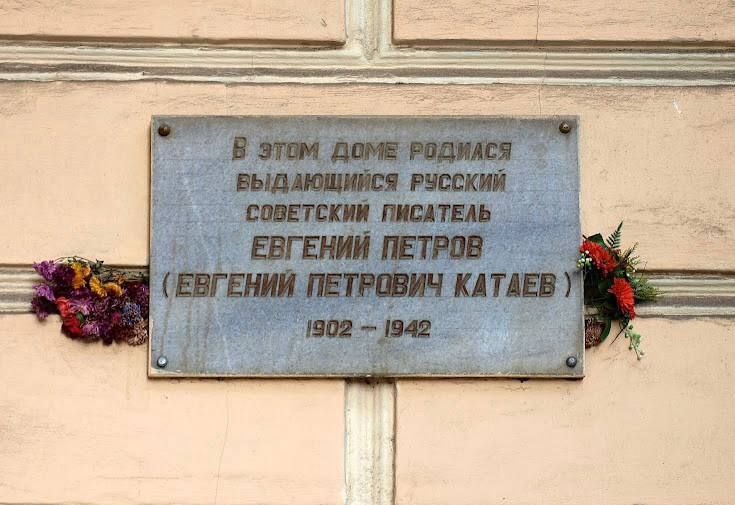 В ЭТОМ ДОМЕ РОДИЛСЯ
ВЫДАЮЩИЙСЯ РУССКИЙ
СОВЕТСКИЙ ПИСАТЕЛЬ
ЕВГЕНИЙ ПЕТРОВ
(ЕВГЕНИЙ ПЕТРОВИЧ КАТАЕВ)
1902 – 1942